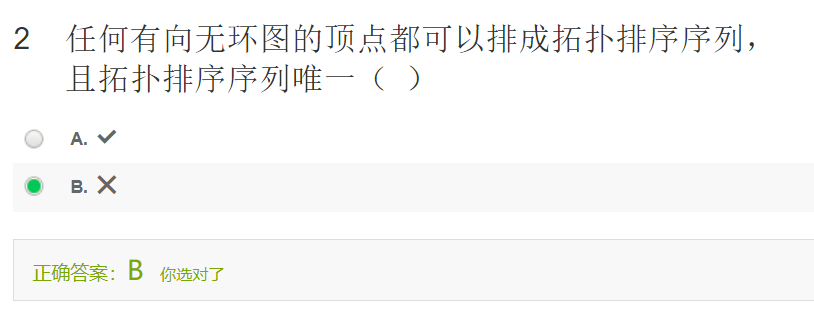 2 任何有向无环图的顶点都可以排成拓扑排序序列，
且拓扑排序序列唯一（ ）
A. ✔
B. ✕
正确答案： B 你选对了